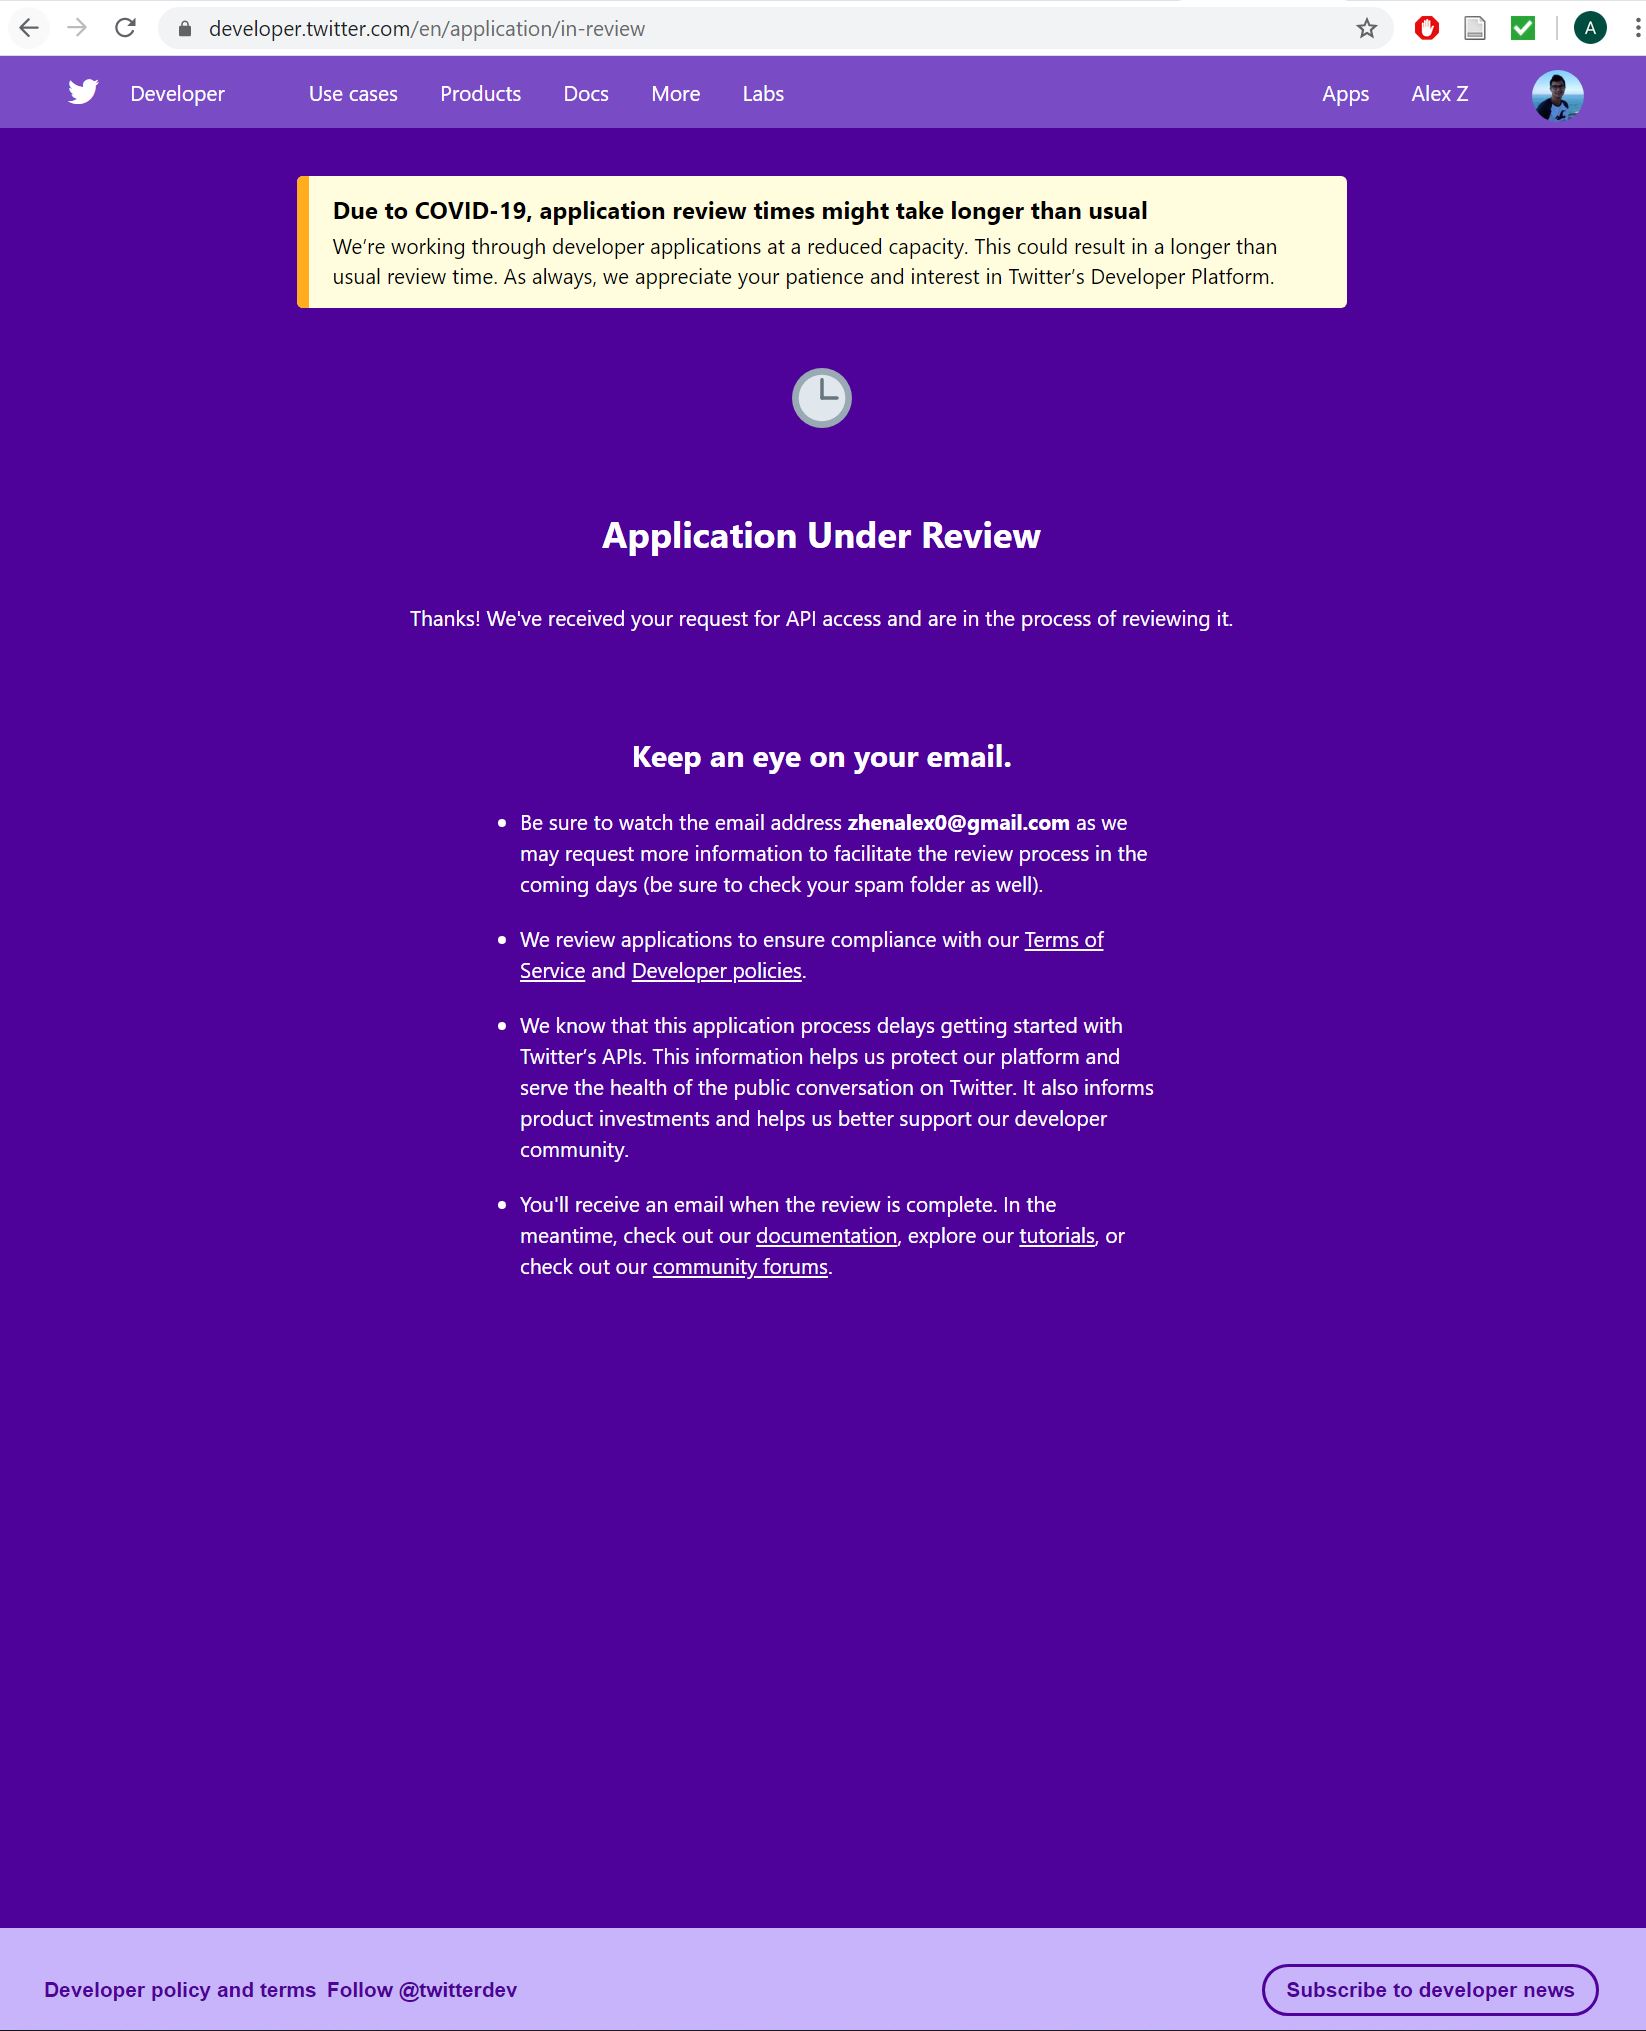 developer.twitter.com/en/application/in-review
A
Developer Use cases Products Docs More Labs Apps Alex Z
Due to COVID-19, application review times might take longer than usual
We’re working through developer applications at a reduced capacity. This could result in a longer than
usual review time. As always, we appreciate your patience and interest in Twitter’s Developer Platform.
Application Under Review
Thanks! We've received your request for API access and are in the process of reviewing it.
Keep an eye on your email.
• Be sure to watch the email address zhenalex0@gmail.com as we
may request more information to facilitate the review process in the
coming days (be sure to check your spam folder as well).
• We review applications to ensure compliance with our Terms of
Service and Developer policies.
• We know that this application process delays getting started with
Twitter’s APIs. This information helps us protect our platform and
serve the health of the public conversation on Twitter. It also informs
product investments and helps us better support our developer
community.
• You'll receive an email when the review is complete. In the
meantime, check out our documentation, explore our tutorials, or
check out our community forums.
Developer policy and terms Follow @twitterdev Subscribe to developer news